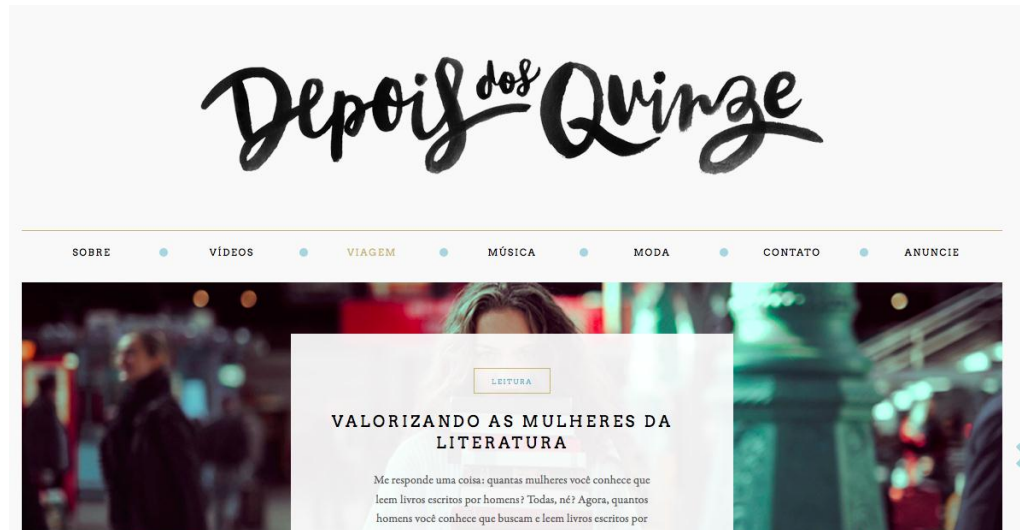 Depois dos Quinze
SOBRE
VÍDEOS
VIAGEM
MÚSICA
MODA
CONTATO
ANUNCIE
LEITURA
VALORIZANDO AS MULHERES DA
LITERATURA
Me responde uma coisa: quantas mulheres você conhece que
leem livros escritos por homens? Todas, né? Agora, quantos
homens você conhece que buscam e leem livros escritos por